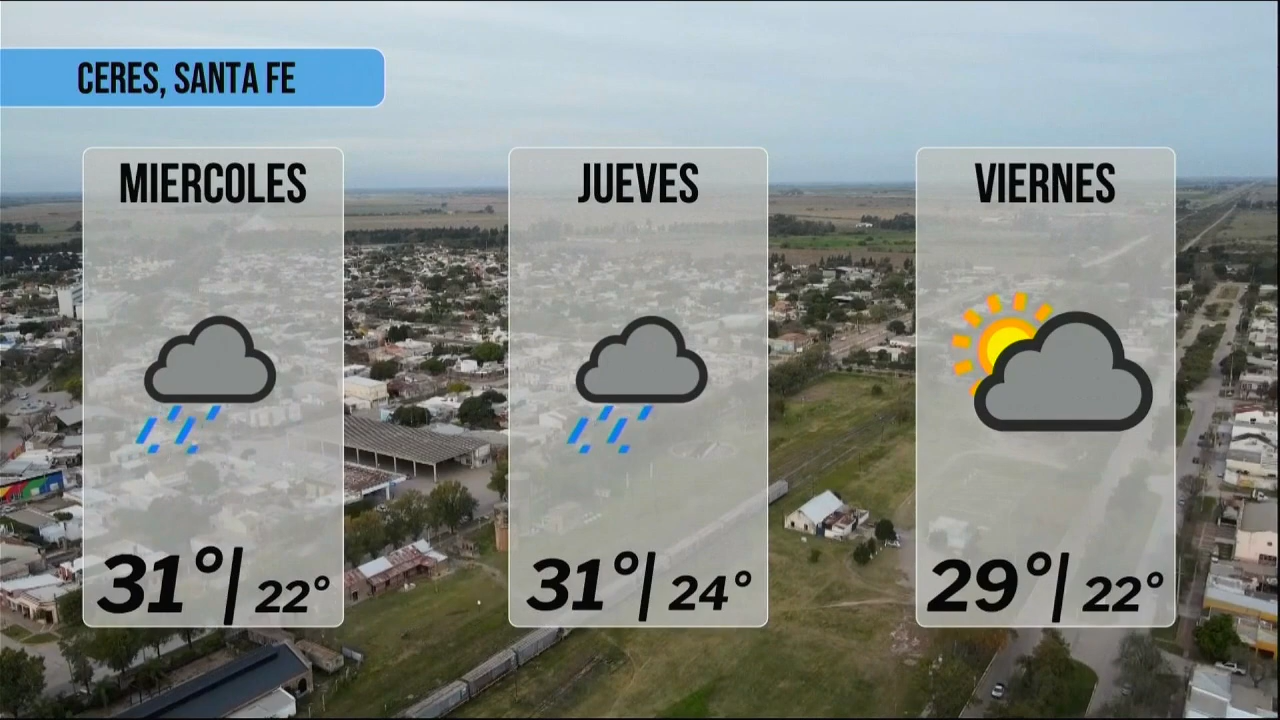 CERES, SANTA FE
MIERCOLES
31°| 22°
JUEVES
31°| 24°
VIERNES
29°| 22°